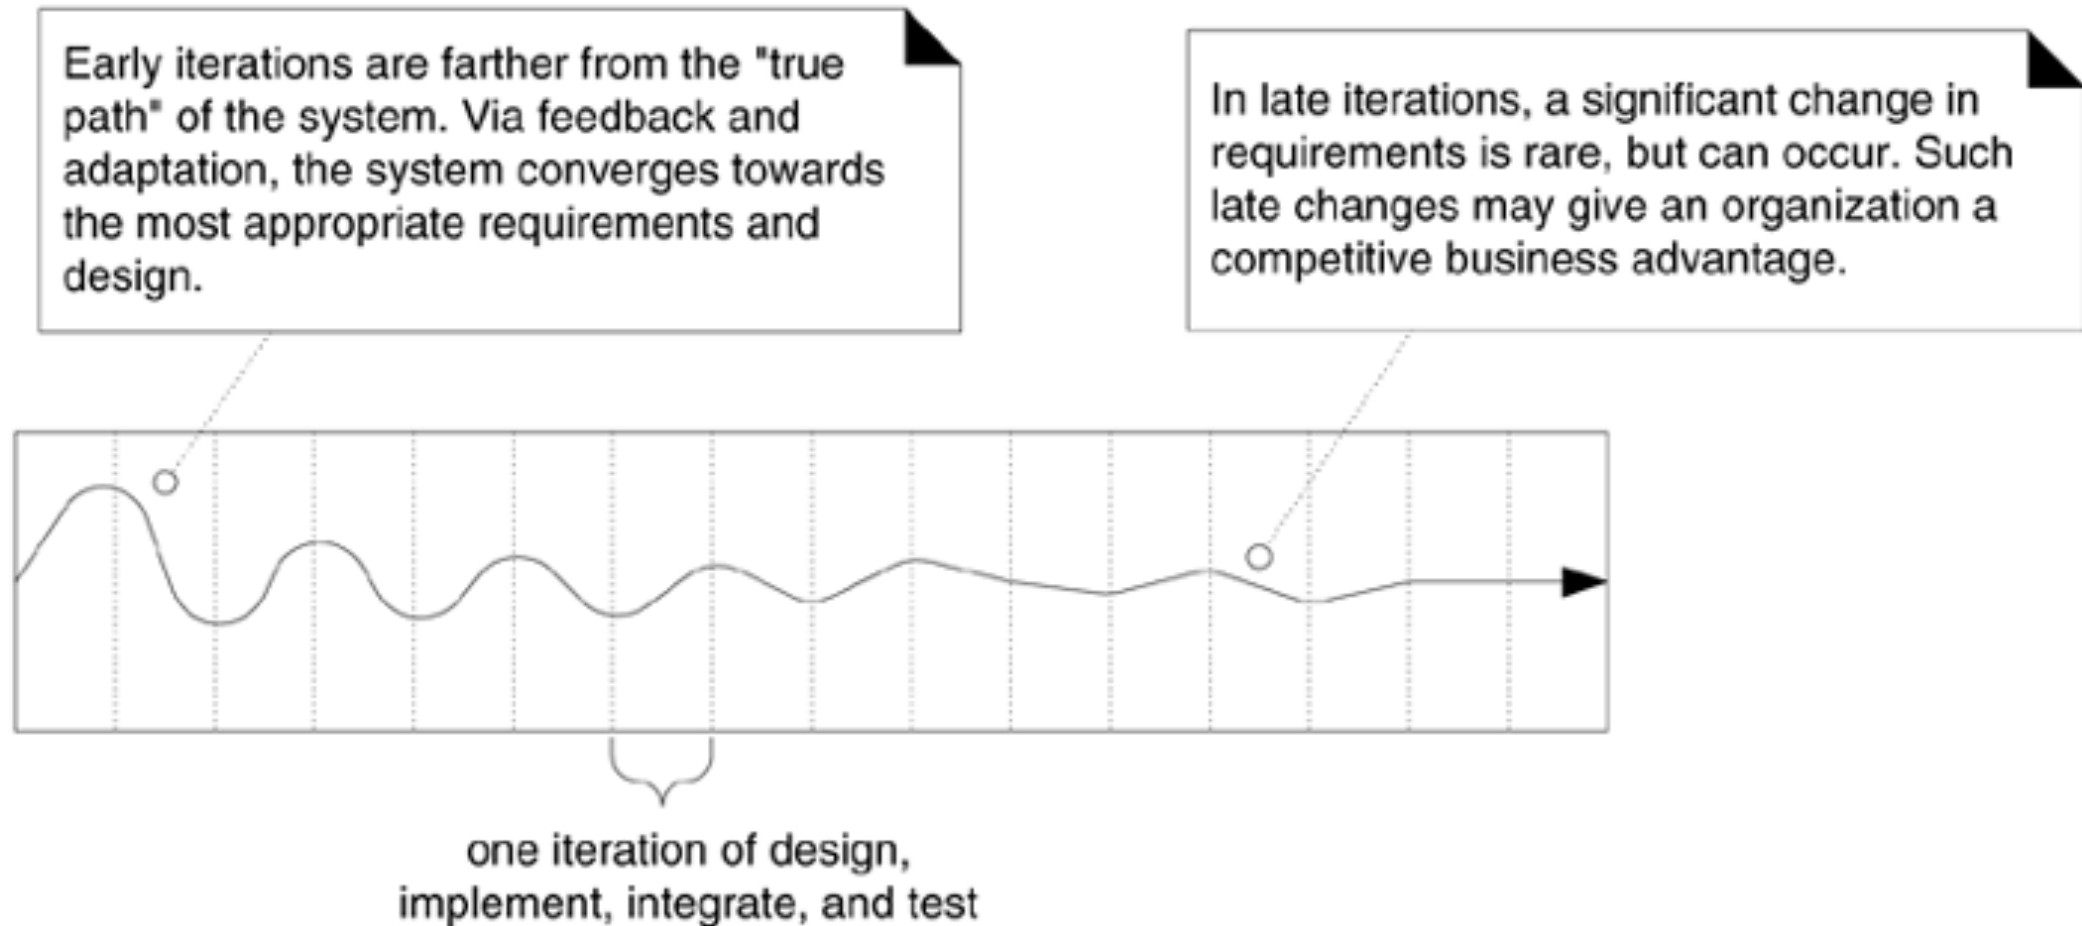 Early iterations are farther from the "true
path" of the system. Via feedback and
adaptation, the system converges towards
the most appropriate requirements and
design.
In late iterations, a significant change in
requirements is rare, but can occur. Such
late changes may give an organization a
competitive business advantage.
one iteration of design,
implement, integrate, and test